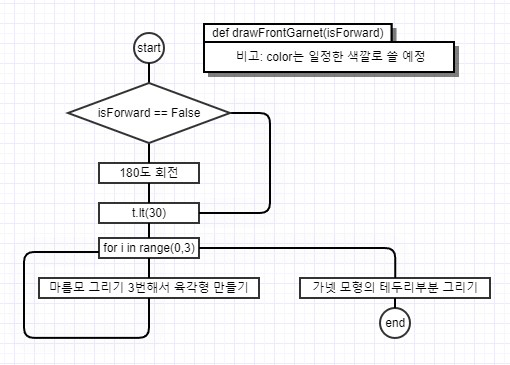 def drawFrontGarnet(isForward)
비고: color는 일정한 색깔로 쓸 예정
start
isForward == False
180도 회전
t.lt(30)
for i in range(0,3)
마름모 그리기 3번해서 육각형 만들기
가넷 모형의 테두리부분 그리기
end